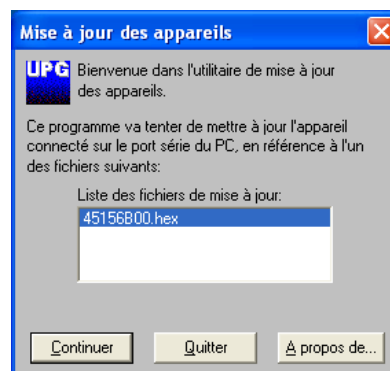 Mise à jour des appareils
UPG
Bienvenue dans l'utilitaire de mise à jour
des appareils.
Ce programme va tenter de mettre à jour l'appareil
connecté sur le port série du PC, en référence à l'un
des fichiers suivants:
Liste des fichiers de mise à jour:
45156B00.hex
Continuer
Quitter
A propos de...